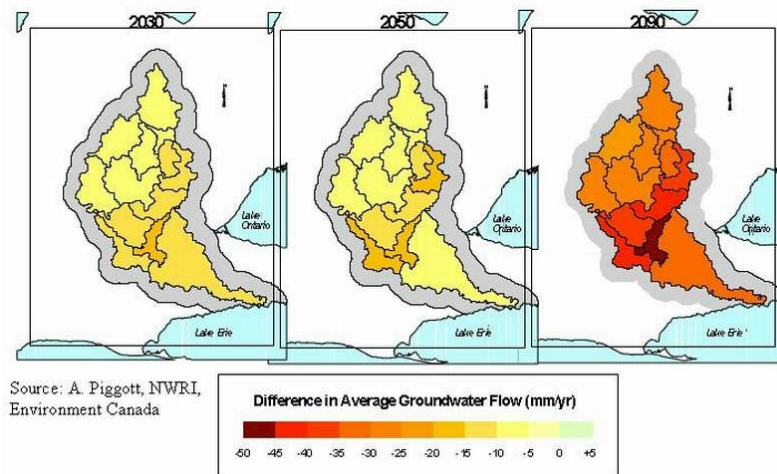 2030
2050
2090
N
N
N
Lake Ontario
Lake Ontario
Lake Ontario
Lake Erie
Lake Erie
Lake Erie
Source: A. Piggott, NWRI,
Environment Canada
Difference in Average Groundwater Flow (mm/yr)
-50 -45 -40 -35 -30 -25 -20 -15 -10 -5 0 +5